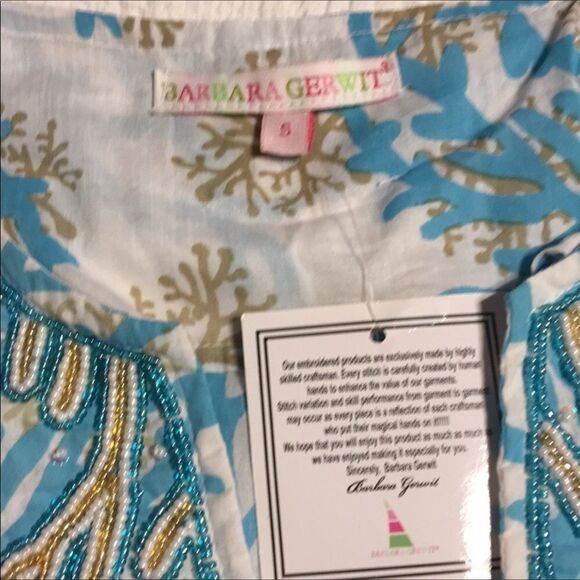 BARBARA GERWIT®
S
Our embroidered products are exclusively made by highly
skilled craftsman. Every stitch is carefully created by human
hands to enhance the value of our garments.
Stitch variation and skill performance from garment to garment
may occur as every piece is a reflection of each craftsman
who put their magical hands on it!!!!!
We hope that you will enjoy this product as much as much as
we have enjoyed making it especially for you.
Sincerely, Barbara Gerwit
Barbara Gerwit
BARBARA GERWIT®